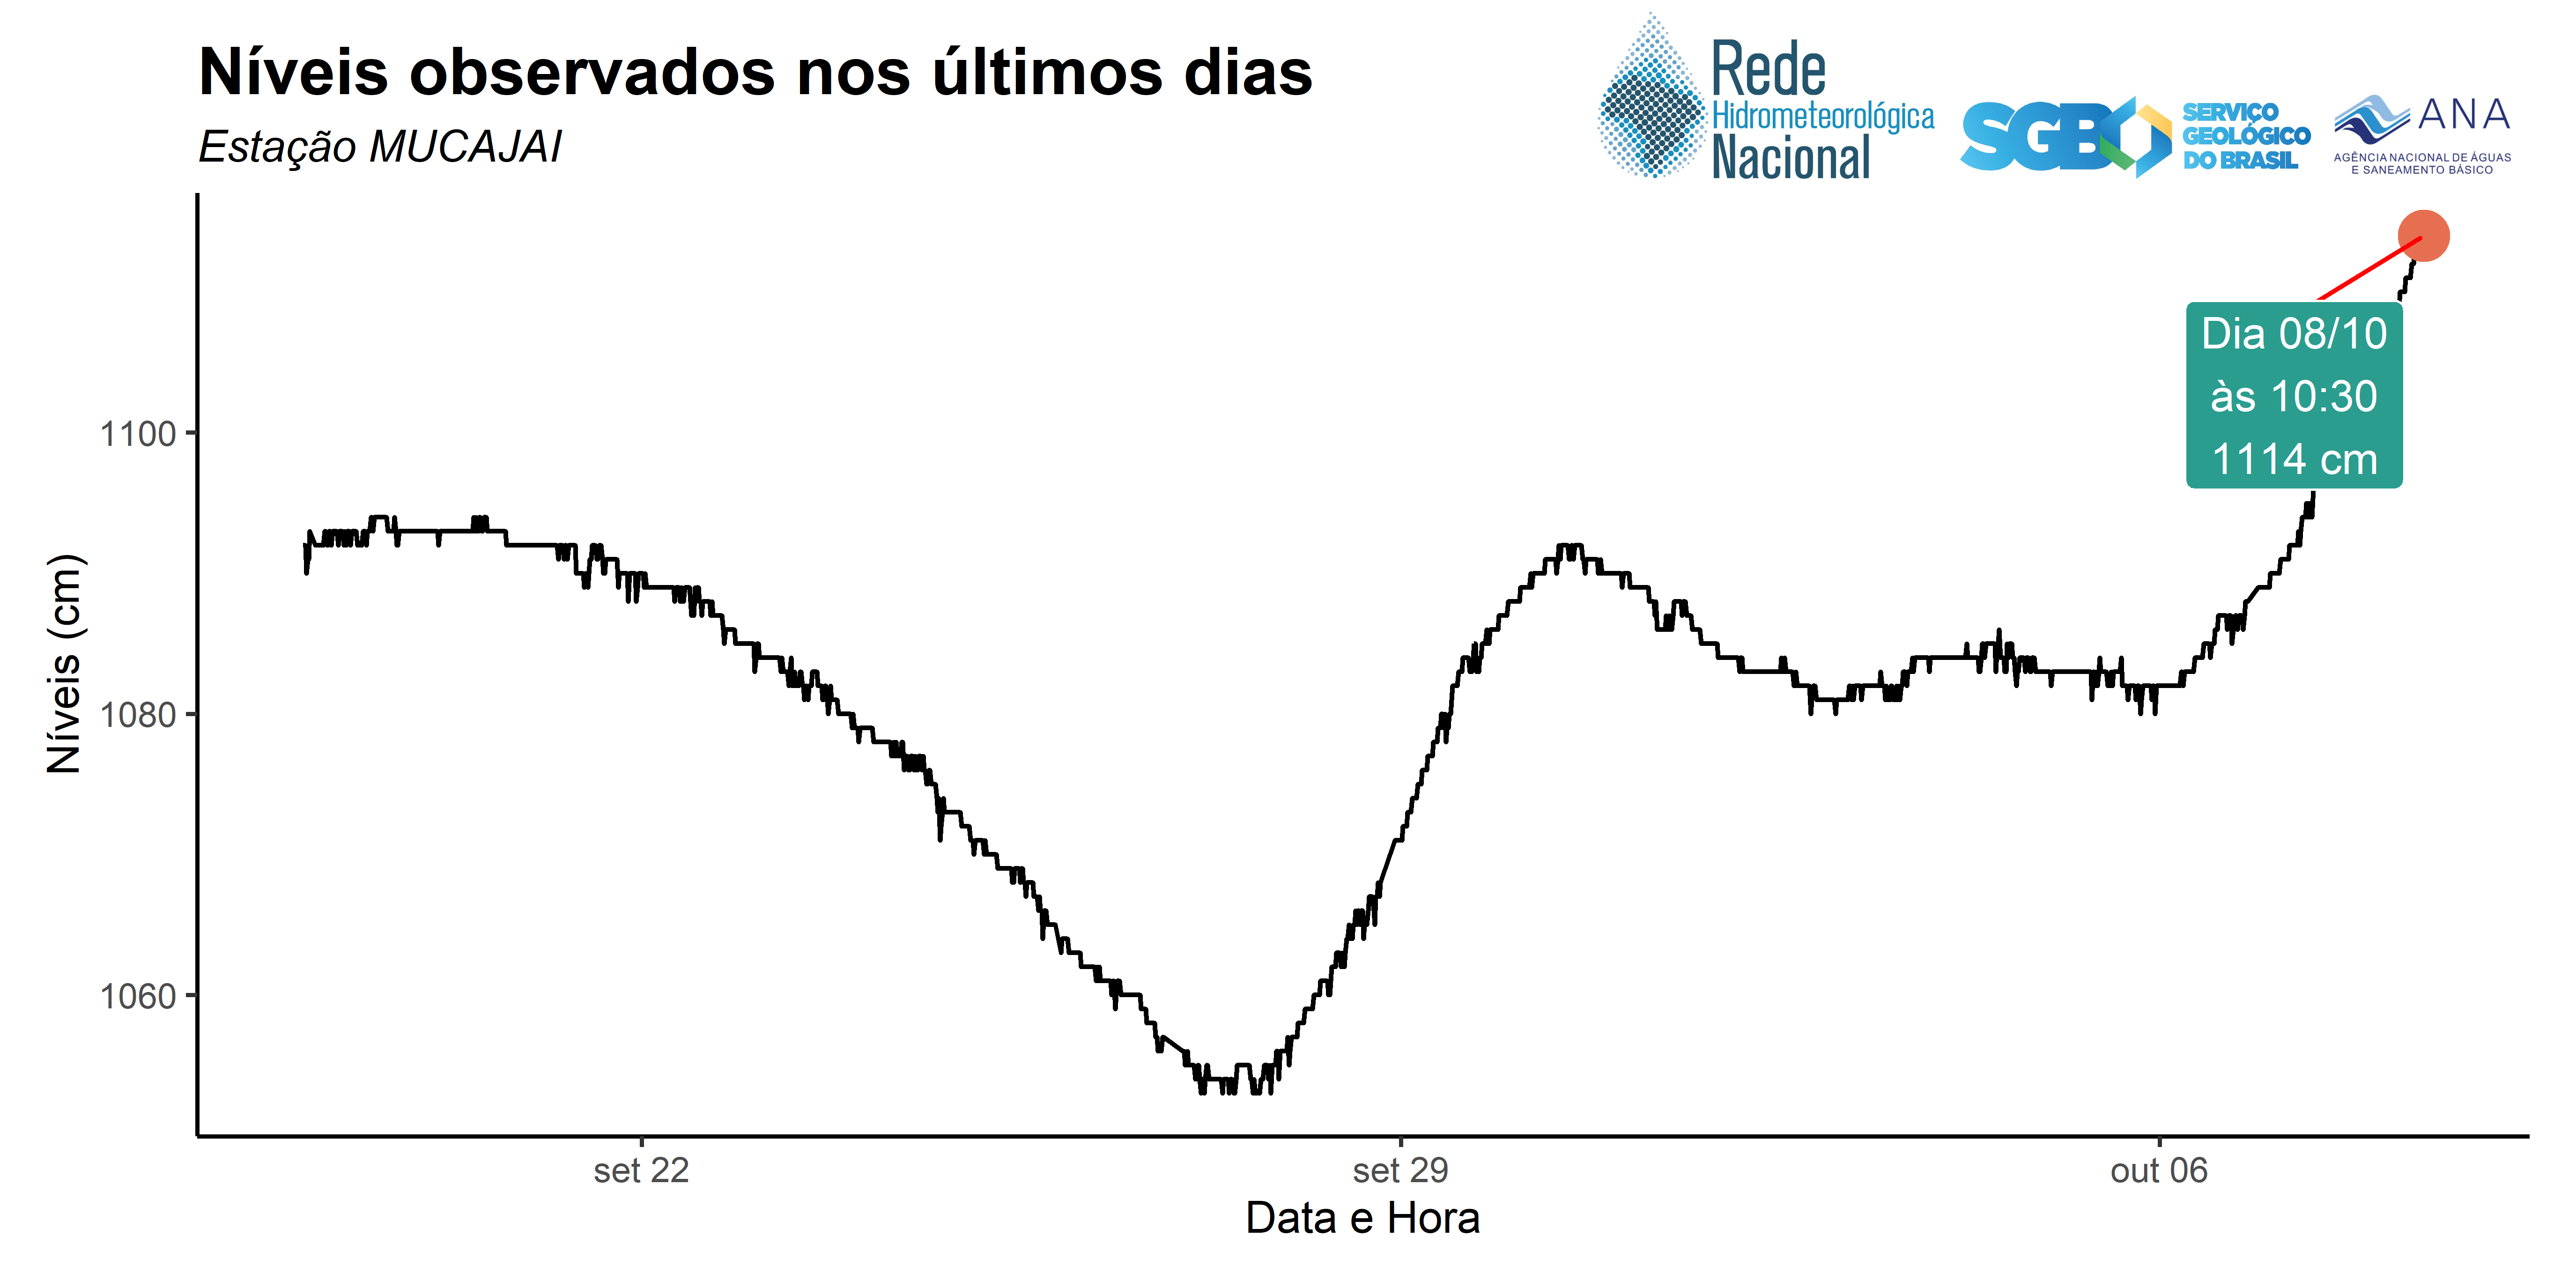 Níveis observados nos últimos dias
Estação MUCAJAI
Rede
Hidrometeorológica
Nacional
SGB
SERVIÇO
GEOLÓGICO
DO BRASIL
ANA
AGÊNCIA NACIONAL DE ÁGUAS
E SANEAMENTO BÁSICO
Dia 08/10
às 10:30
1114 cm
Níveis (cm)
1100
1080
1060
set 22
set 29
out 06
Data e Hora